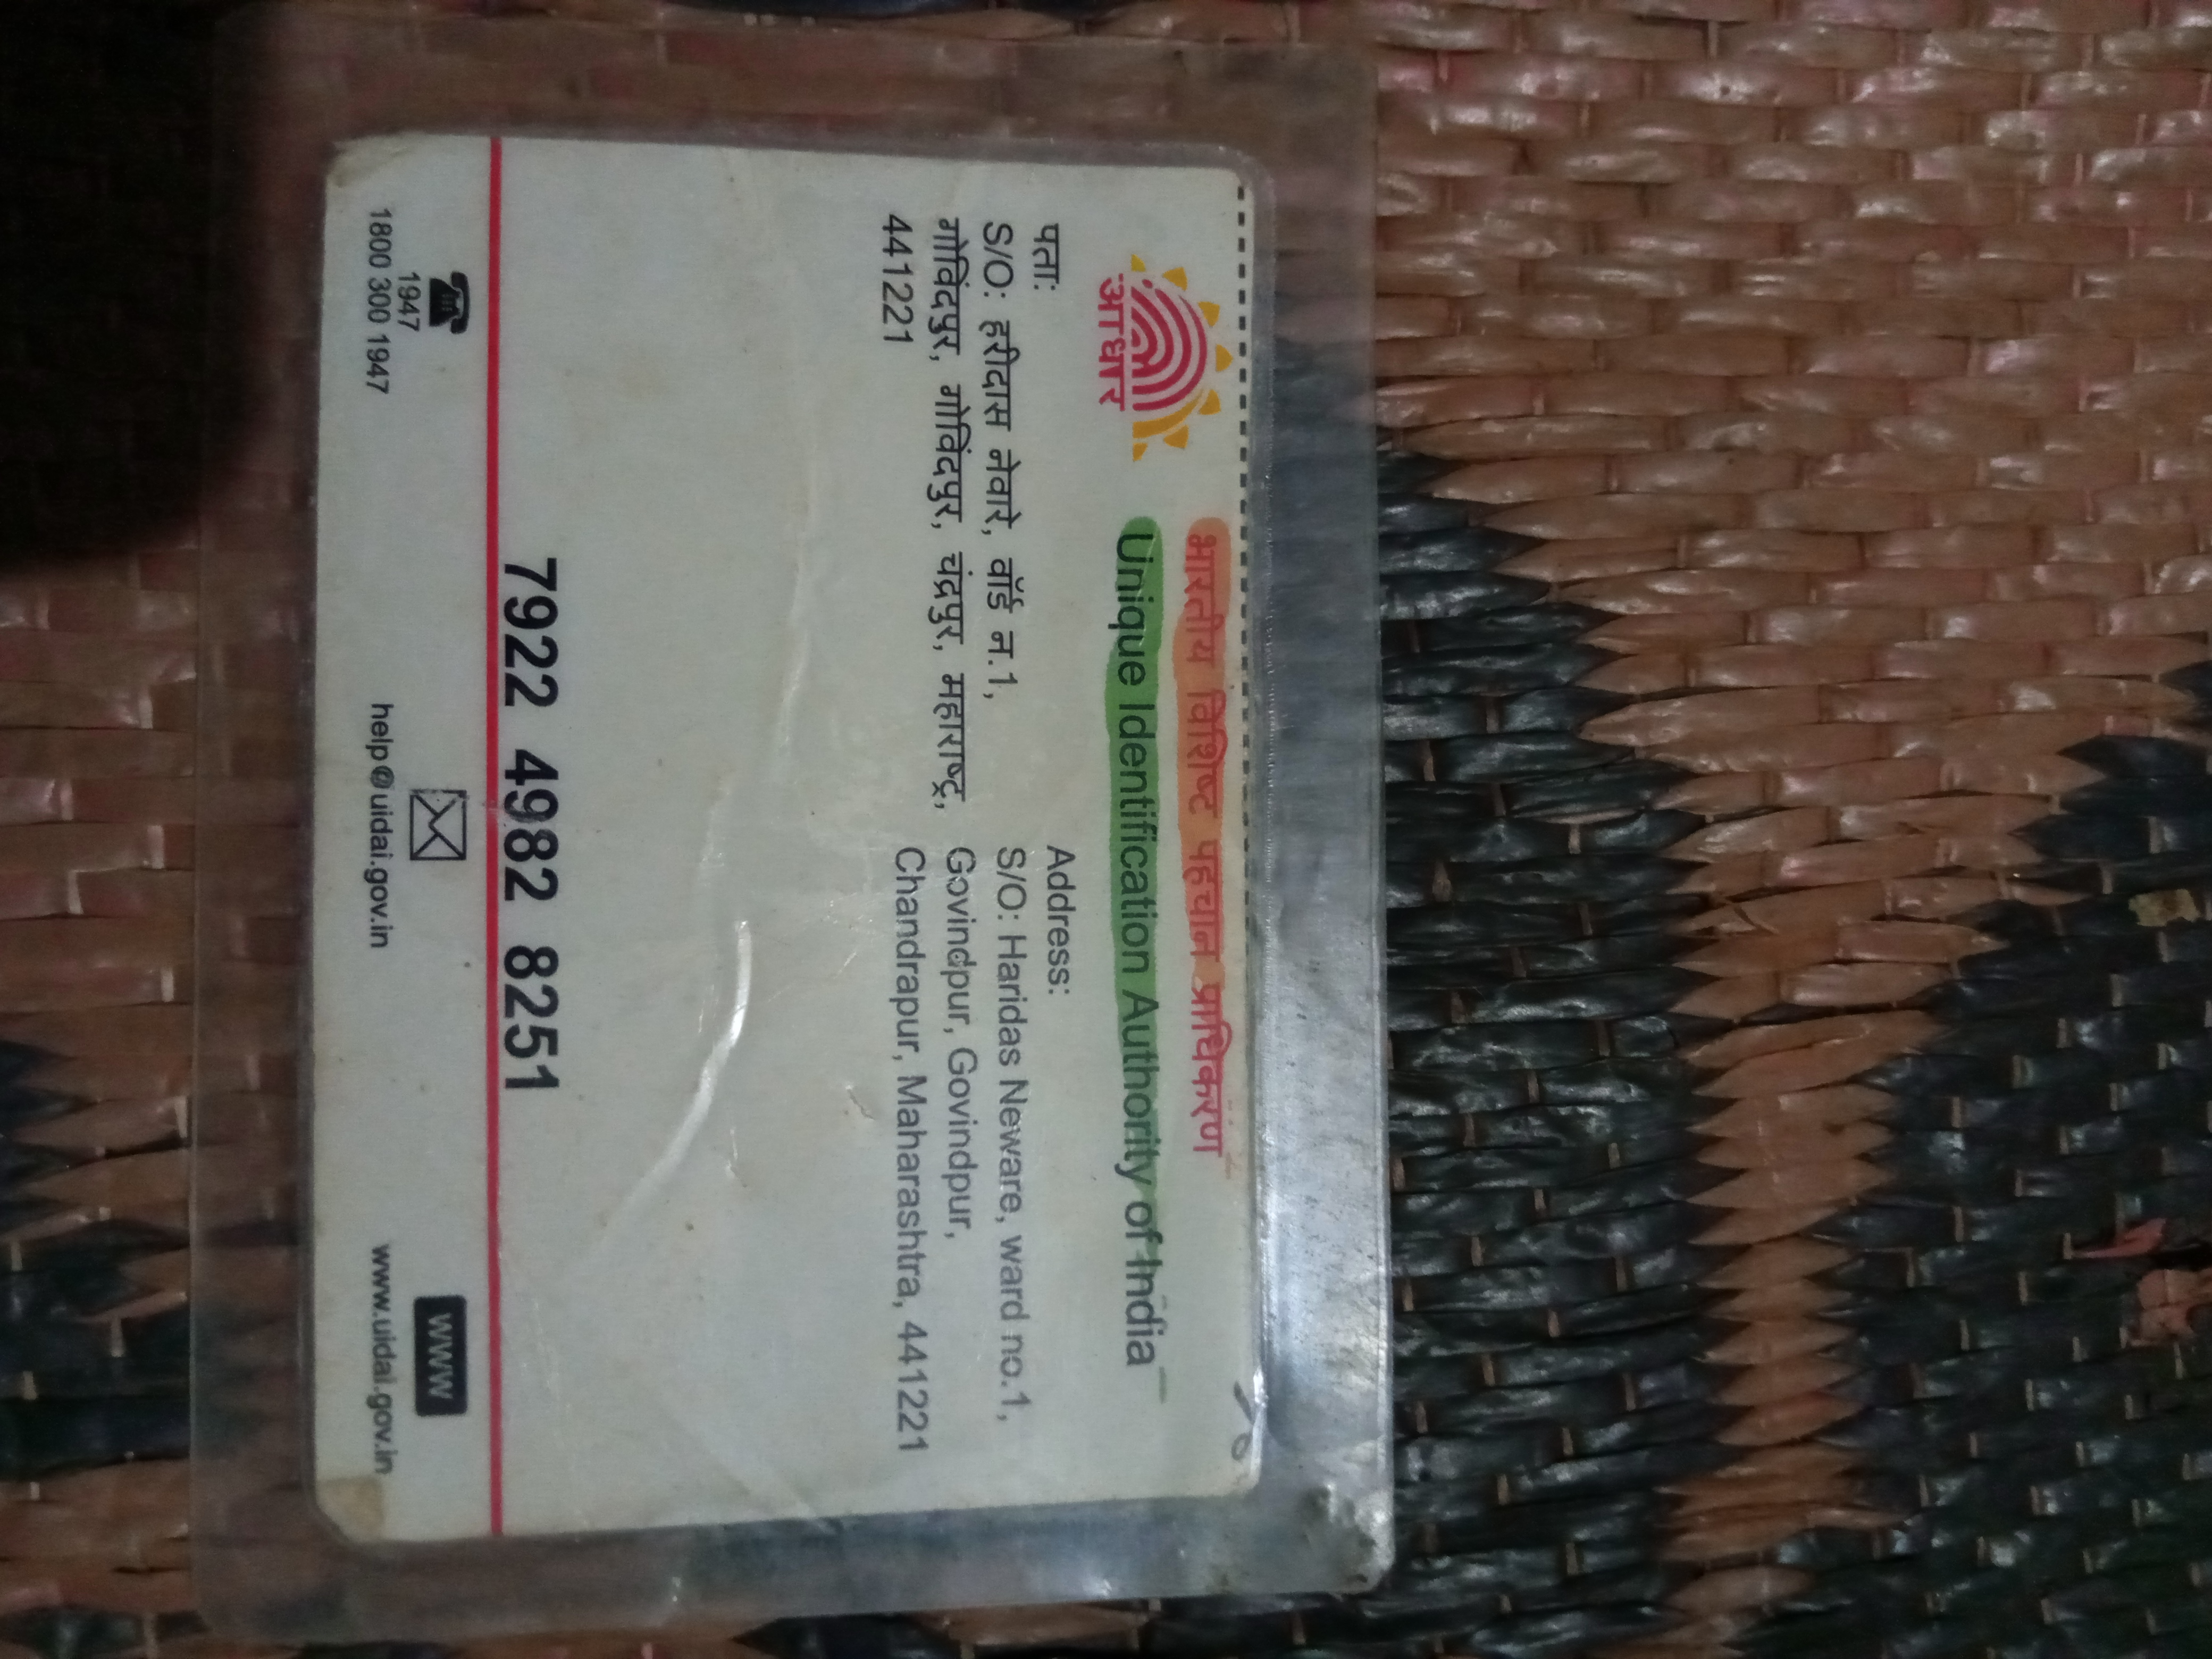 आधार
भारतीय विशिष्ट पहचान प्राधिकरण
Unique Identification Authority of India
पता:
S/O: हरीदास नेवारे, वॉर्ड न.1,
गोविंदपुर, गोविंदपुर, चंद्रपुर, महाराष्ट्र,
441221
Address:
S/O: Haridas Neware, ward no.1,
Govindpur, Govindpur,
Chandrapur, Maharashtra, 441221
7922 4982 8251
1947
1800 300 1947
help@uidai.gov.in
www
www.uidai.gov.in